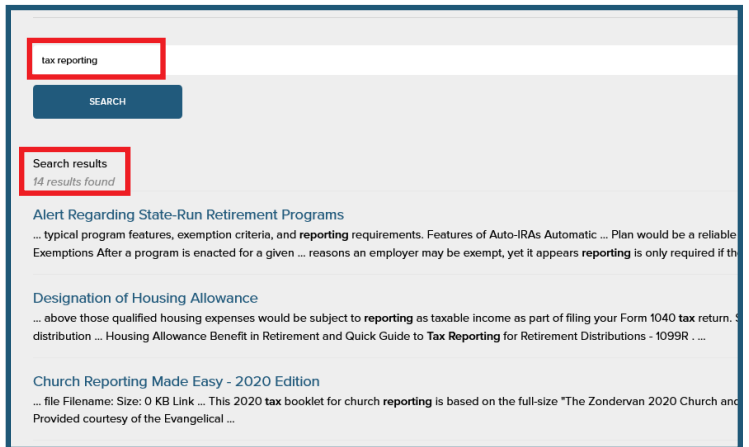 tax reporting
SEARCH
Search results
14 results found
Alert Regarding State-Run Retirement Programs
... typical program features, exemption criteria, and reporting requirements. Features of Auto-IRAs Automatic ... Plan would be a reliable
Exemptions After a program is enacted for a given ... reasons an employer may be exempt, yet it appears reporting is only required if
Designation of Housing Allowance
... above those qualified housing expenses would be subject to reporting as taxable income as part of filing your Form 1040 tax return.
distribution ... Housing Allowance Benefit in Retirement and Quick Guide to Tax Reporting for Retirement Distributions - 1099R . ...
Church Reporting Made Easy - 2020 Edition
... file Filename: Size: 0 KB Link ... This 2020 tax booklet for church reporting is based on the full-size "The Zondervan 2020 Church and
Provided courtesy of the Evangelical ...